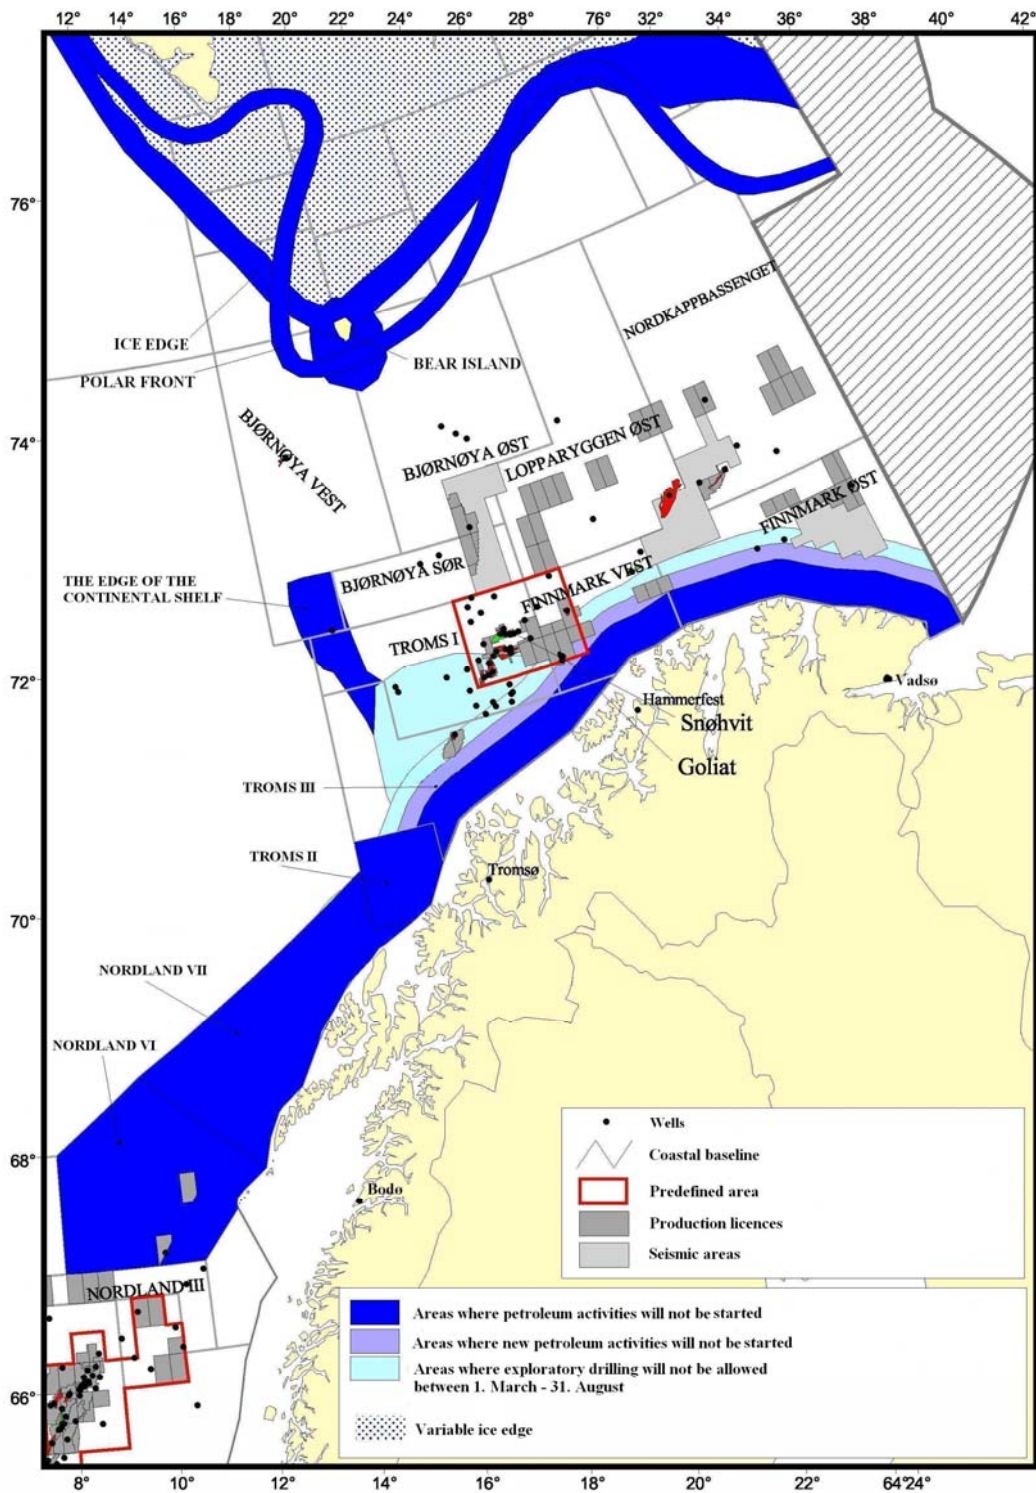 12° 14° 16° 18° 20° 22° 24° 26° 28° 76° 32° 34° 36° 38° 40° 42°
76°
NORDKAPPBASSENGET
ICE EDGE
BEAR ISLAND
POLAR FRONT
74°
BJØRNØYA VEST
BJØRNØYA ØST
LOPPARYGGEN ØST
FINNMARK ØST
BJØRNØYA SØR
THE EDGE OF THE
CONTINENTAL SHELF
FINNMARK VEST
TROMS I
72°
Vadsø
Hammerfest
Snøhvit
Goliat
TROMS III
TROMS II
Tromsø
70°
NORDLAND VII
NORDLAND VI
68°
Bodø
Wells
Coastal baseline
Predefined area
Production licences
Seismic areas
NORDLAND III
Areas where petroleum activities will not be started
Areas where new petroleum activities will not be started
Areas where exploratory drilling will not be allowed
between 1. March - 31. August
66°
Variable ice edge
8° 10° 12° 14° 16° 18° 20° 22° 64°24°